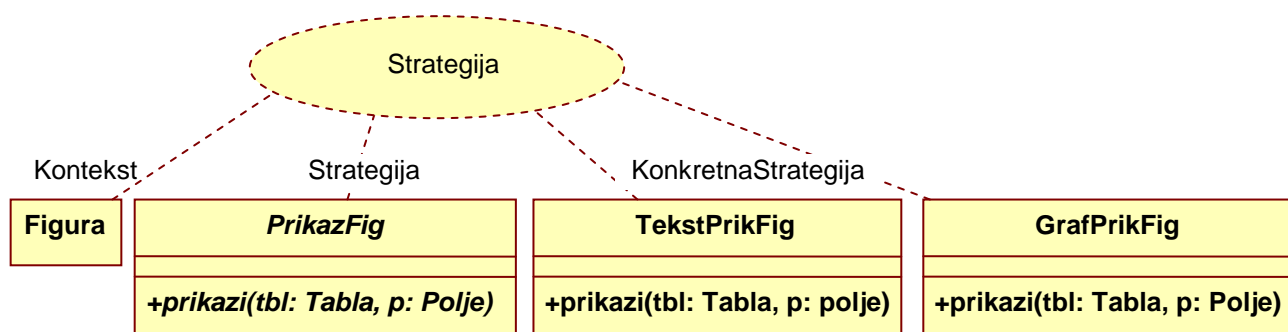 Strategija
Kontekst
Strategija
KonkretnaStrategija
Figura
PrikazFig
TekstPrikFig
GrafPrikFig
+prikazi(tbl: Tabla, p: Polje)
+prikazi(tbl: Tabla, p: polje)
+prikazi(tbl: Tabla, p: Polje)